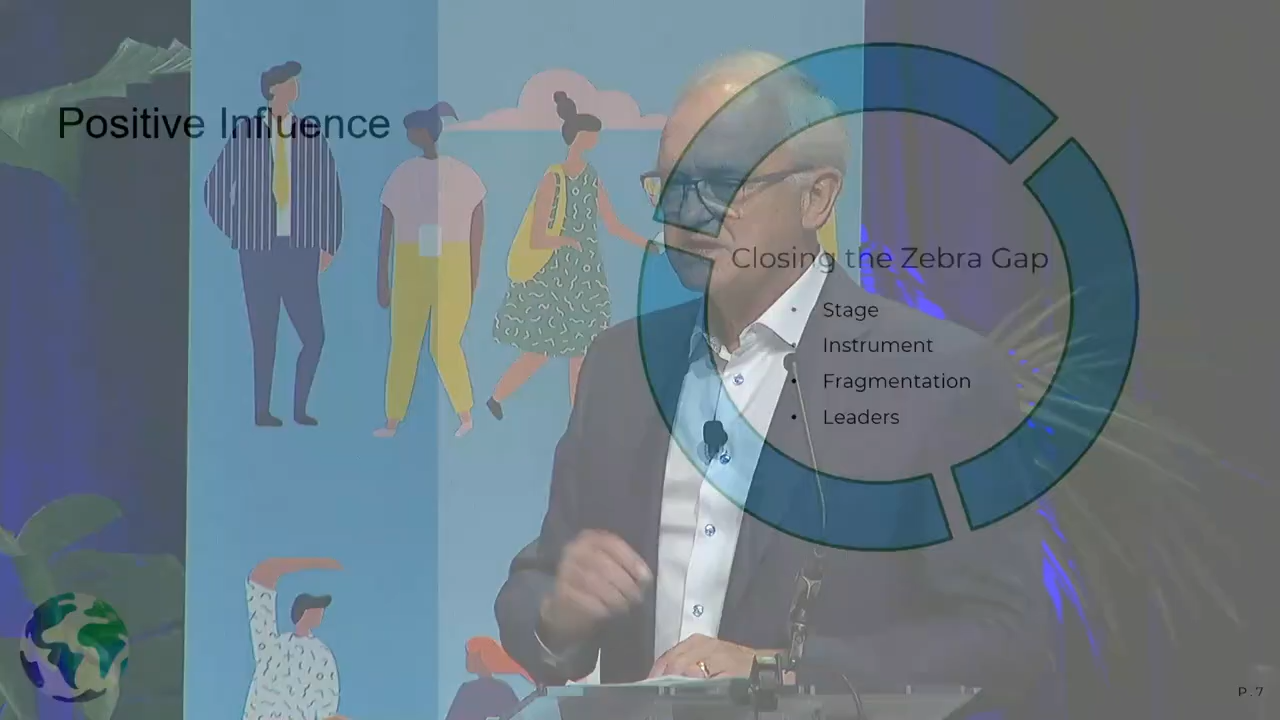 Positive Influence
Closing the Zebra Gap
• Stage
• Instrument
• Fragmentation
• Leaders
P.7